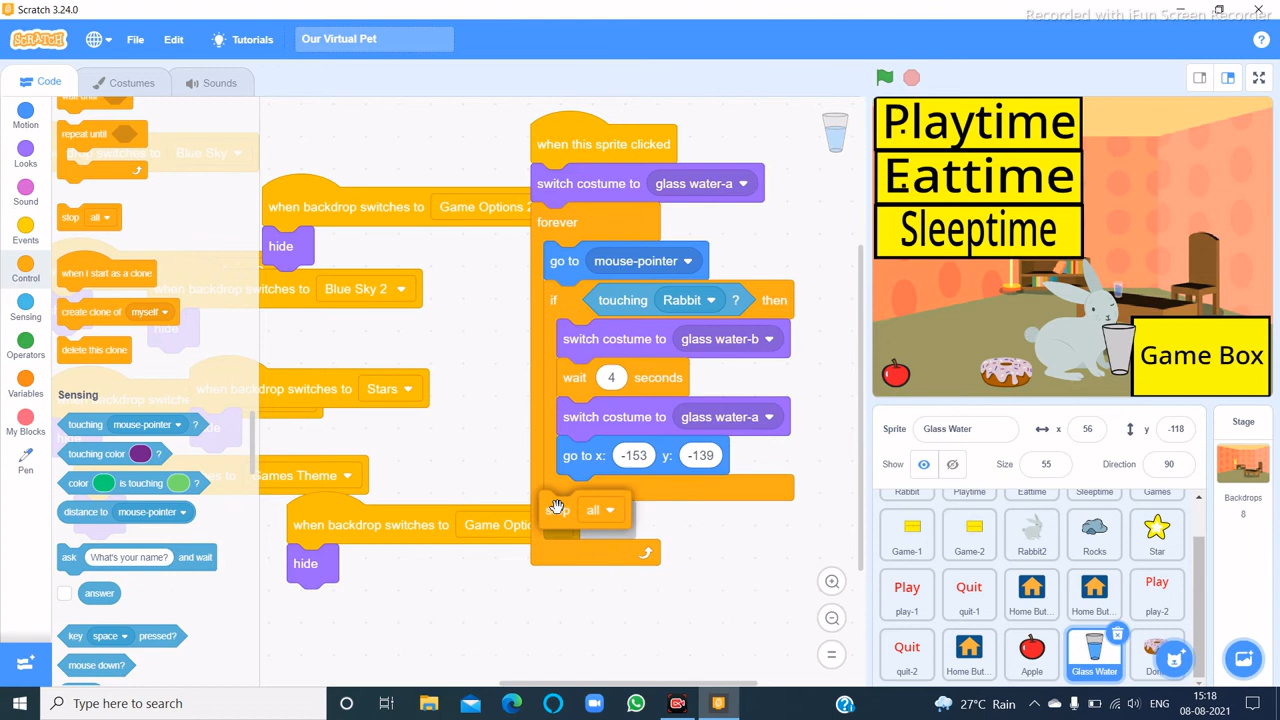 Scratch 3.24.0
Recorded with iFun Screen Recorder
SCRATCH File Edit Tutorials Our Virtual Pet
Code Costumes Sounds
Motion
Looks
Sound
Events
Control
Sensing
Operators
Variables
My Blocks
Pen
repeat until
stop all
when I start as a clone
create clone of myself
delete this clone
Sensing
touching mouse-pointer ?
touching color ?
color is touching ?
distance to mouse-pointer
ask What's your name? and wait
answer
key space pressed?
mouse down?
Blue Sky
when backdrop switches to Game Options 2
hide
when backdrop switches to Blue Sky 2
hide
when backdrop switches to Stars
hide
Games Theme
when backdrop switches to Game Optio
hide
when this sprite clicked
switch costume to glass water-a
forever
go to mouse-pointer
if touching Rabbit ? then
switch costume to glass water-b
wait 4 seconds
switch costume to glass water-a
go to x: -153 y: -139
stop all
Playtime
Eattime
Sleeptime
Game Box
Sprite Glass Water x 56 y -118
Show Size 55 Direction 90
Stage
Backdrops
8
Rabbit Playtime Eattime Sleeptime Games
Game-1 Game-2 Rabbit2 Rocks Star
Play Quit Play
play-1 quit-1 Home But... Home But... play-2
Quit
quit-2 Home But... Apple Glass Water
Type here to search
27°C Rain ENG
15:18
08-08-2021